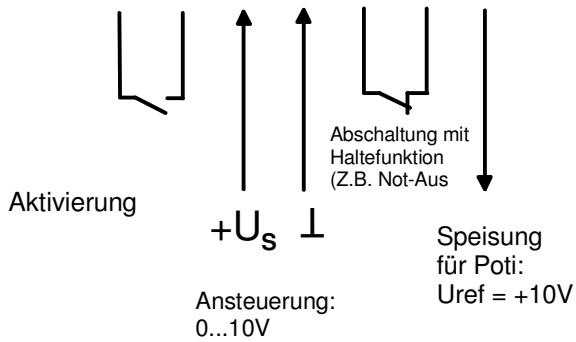 Abschaltung mit
Haltefunktion
(Z.B. Not-Aus
Aktivierung
+Us ⊥
Speisung
für Poti:
Uref = +10V
Ansteuerung:
0...10V